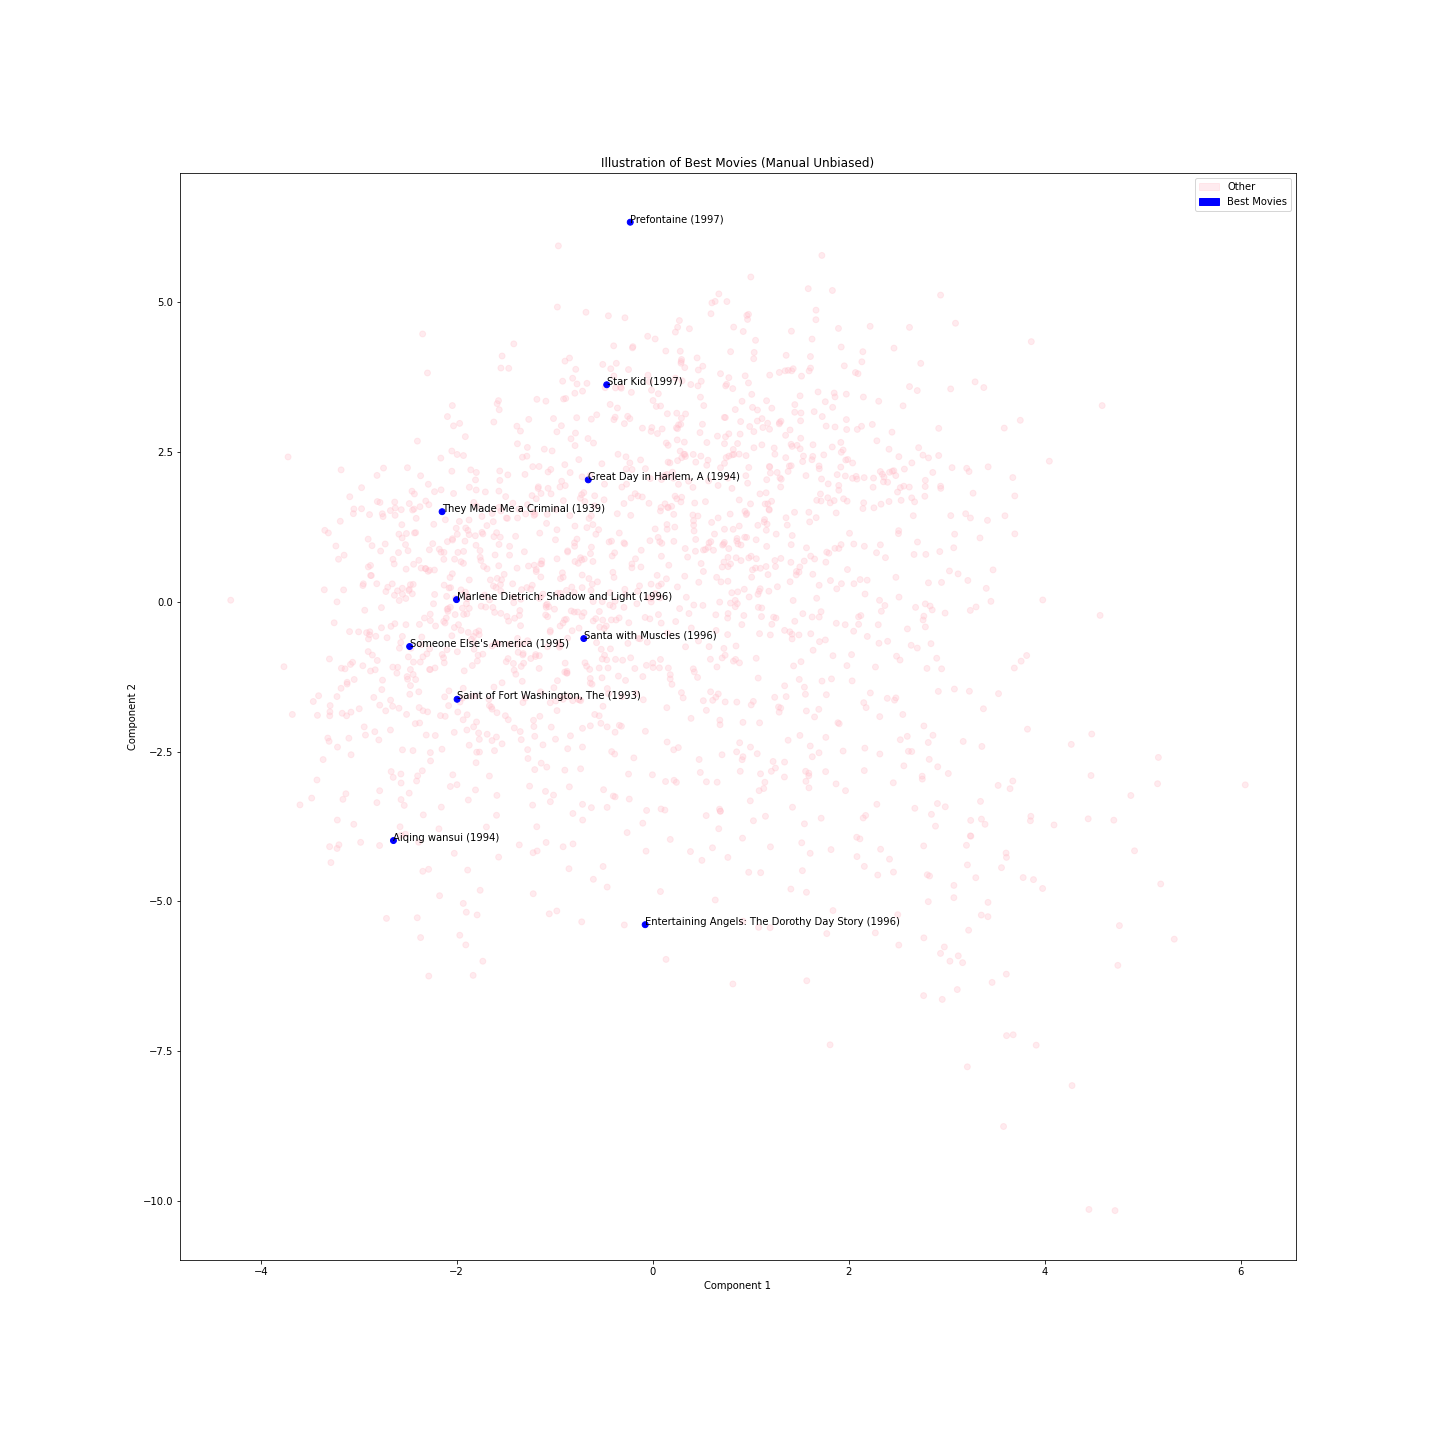 Illustration of Best Movies (Manual Unbiased)
Other
Best Movies
Prefontaine (1997)
5.0
Star Kid (1997)
2.5
Great Day in Harlem, A (1994)
They Made Me a Criminal (1939)
0.0
Marlene Dietrich: Shadow and Light (1996)
Santa with Muscles (1996)
Someone Else's America (1995)
Saint of Fort Washington, The (1993)
Component 2
−2.5
Aiqing wansui (1994)
−5.0
Entertaining Angels: The Dorothy Day Story (1996)
−7.5
−10.0
−4 −2 0 2 4 6
Component 1